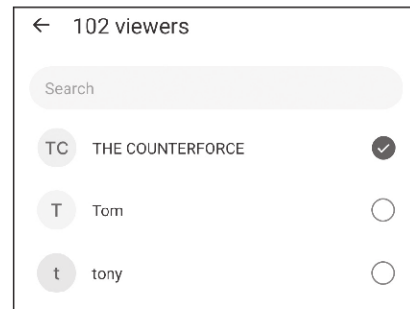 102 viewers
Search
TC THE COUNTERFORCE
T Tom
t tony